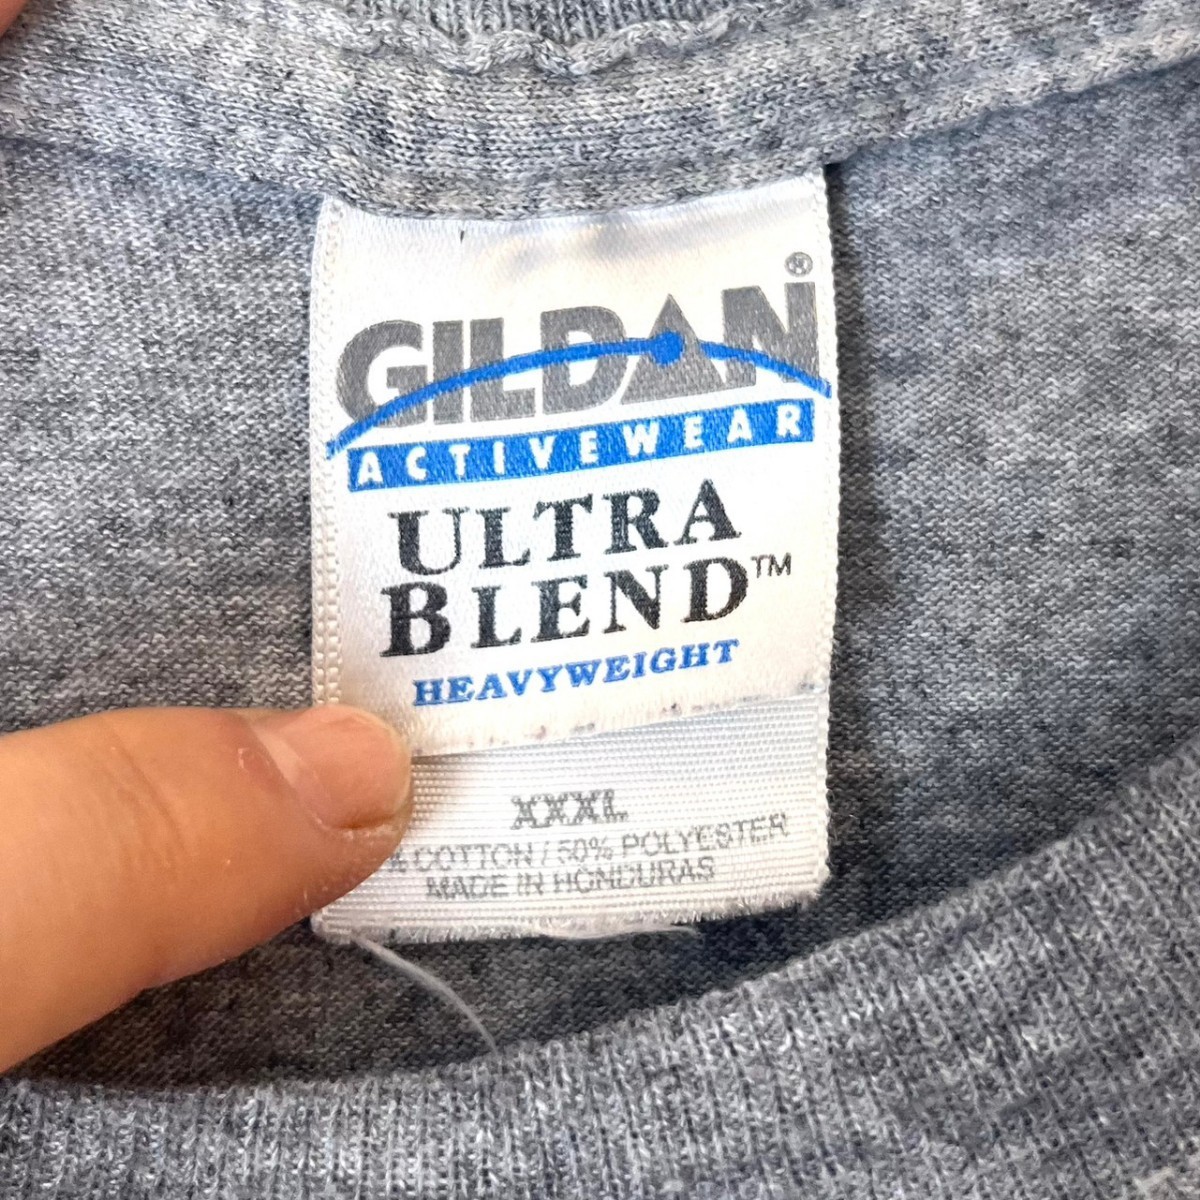 GILDAN®
ACTIVEWEAR
ULTRA
BLEND™
HEAVYWEIGHT
XXXL
% COTTON / 50% POLYESTER
MADE IN HONDURAS